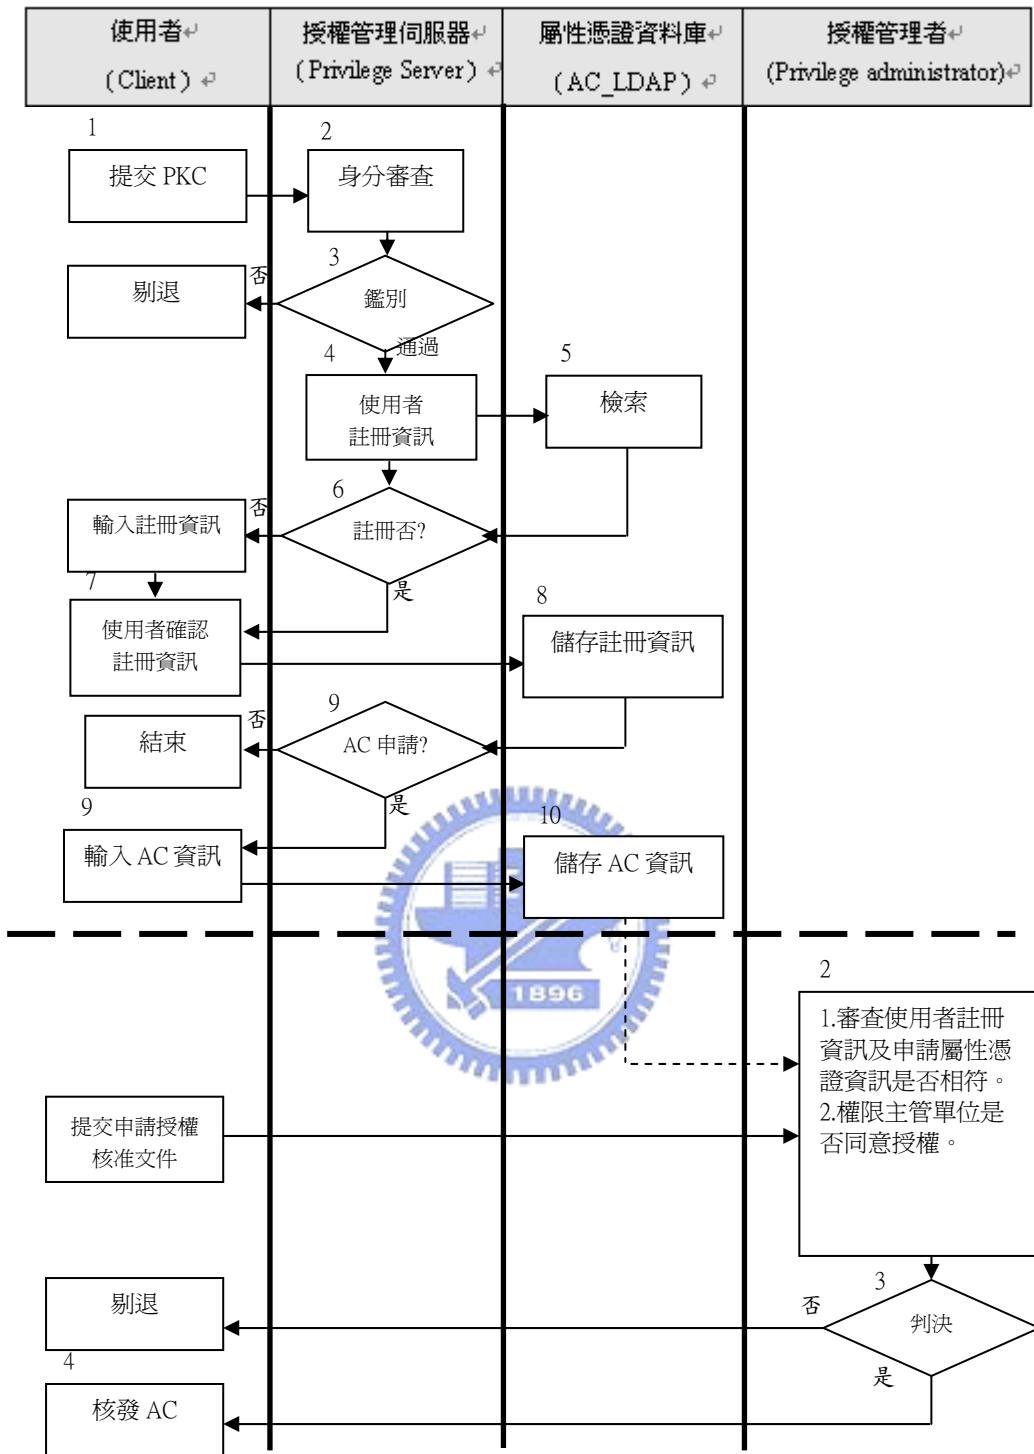 使用者↵
(Client) ↵
授權管理伺服器↵
(Privilege Server) ↵
屬性憑證資料庫↵
(AC_LDAP) ↵
授權管理者↵
(Privilege administrator)↵
1
提交 PKC
2
身分審查
3
鑑別
否
剔退
通過
4
使用者
註冊資訊
5
檢索
6
註冊否?
否
輸入註冊資訊
是
7
使用者確認
註冊資訊
8
儲存註冊資訊
9
AC 申請?
否
結束
是
9
輸入 AC 資訊
10
儲存 AC 資訊
1896
2
1.審查使用者註冊
資訊及申請屬性憑
證資訊是否相符。
2.權限主管單位是
否同意授權。
提交申請授權
核准文件
3
判決
否
剔退
是
4
核發 AC